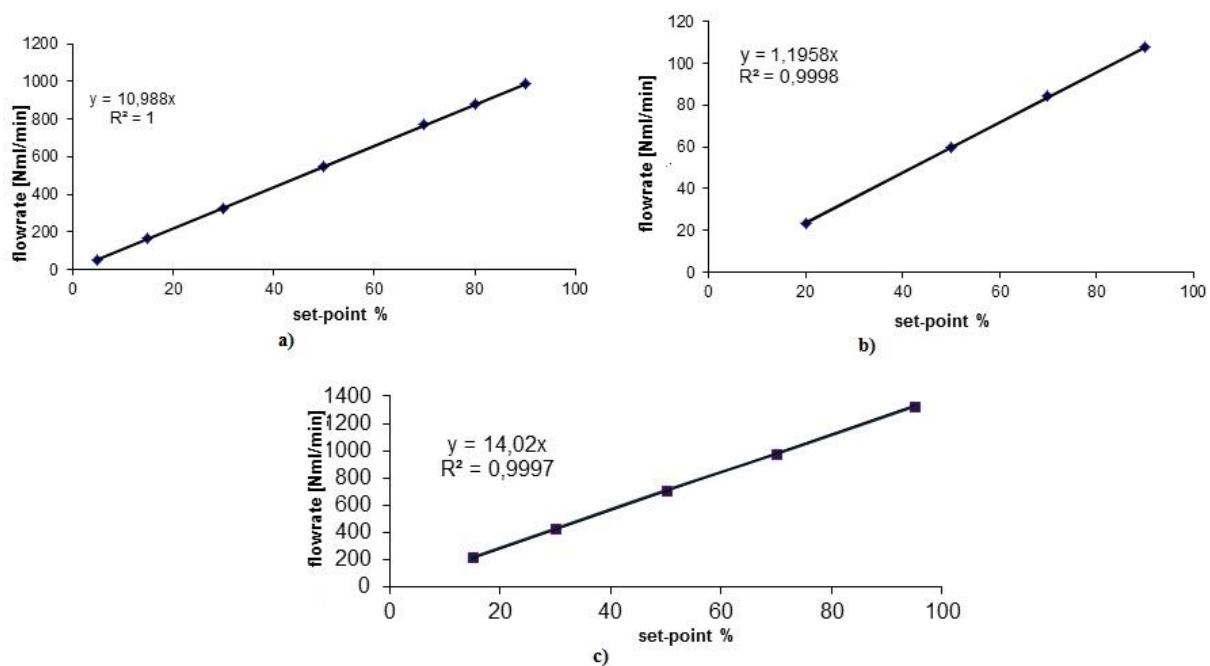 1200
1000
800
600
400
200
0
flowrate [Nml/min]
y = 10,988x
R² = 1
0 20 40 60 80 100
set-point %
a)
120
100
80
60
40
20
0
flowrate [Nml/min]
y = 1,1958x
R² = 0,9998
0 20 40 60 80 100
set-point %
b)
1400
1200
1000
800
600
400
200
0
flowrate [Nml/min]
y = 14,02x
R² = 0,9997
0 20 40 60 80 100
set-point %
c)